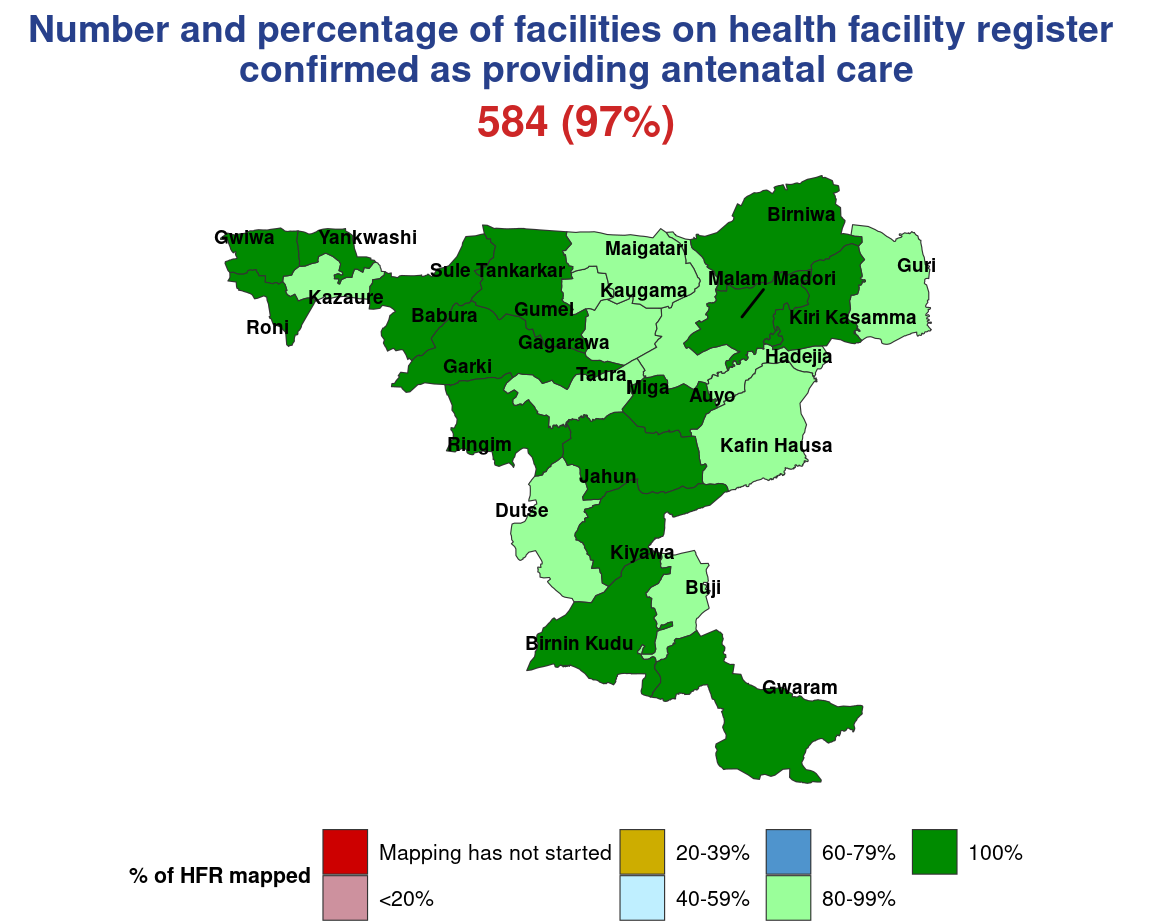 Number and percentage of facilities on health facility register
confirmed as providing antenatal care
584 (97%)
Birniwa
Gwiwa
Yankwashi
Maigatari
Guri
Sule Tankarkar
Malam Madori
Kazaure
Kaugama
Gumel
Babura
Kiri Kasamma
Roni
Gagarawa
Hadejia
Garki
Taura
Miga
Auyo
Ringim
Kafin Hausa
Jahun
Dutse
Kiyawa
Buji
Birnin Kudu
Gwaram
% of HFR mapped
Mapping has not started
<20%
20-39%
40-59%
60-79%
80-99%
100%